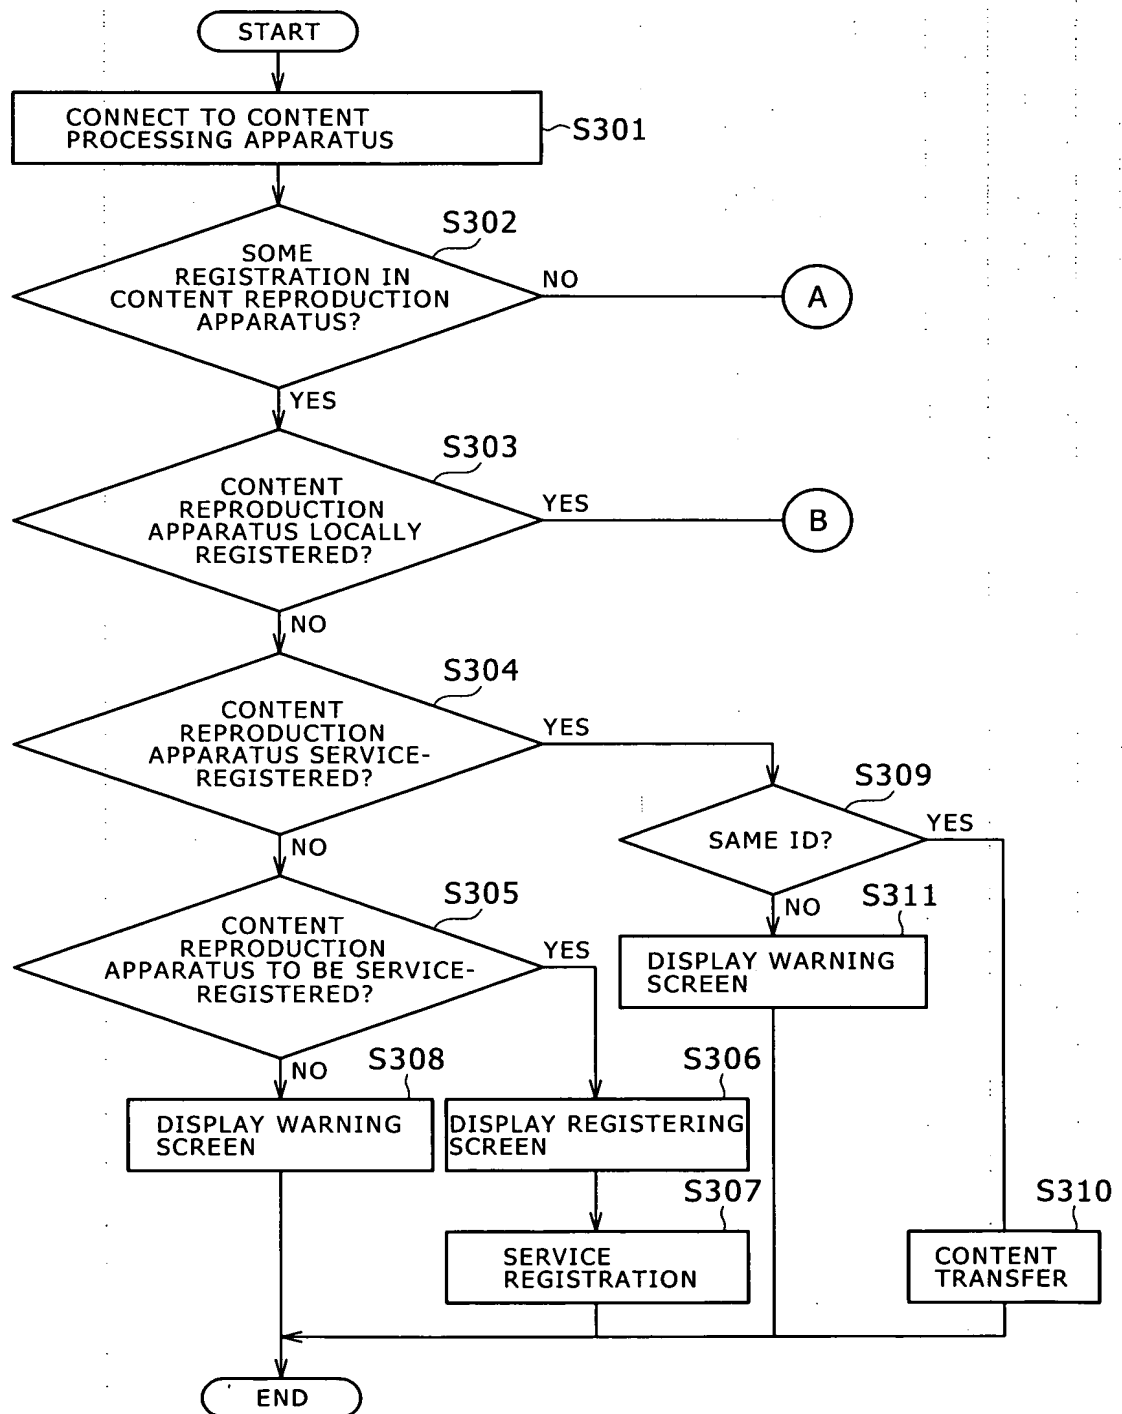 START
CONNECT TO CONTENT
PROCESSING APPARATUS
S301
S302
SOME
REGISTRATION IN
CONTENT REPRODUCTION
APPARATUS?
NO
A
YES
S303
CONTENT
REPRODUCTION
APPARATUS LOCALLY
REGISTERED?
YES
B
NO
S304
CONTENT
REPRODUCTION
APPARATUS SERVICE-
REGISTERED?
YES
NO
S309
SAME ID?
YES
NO
S311
DISPLAY WARNING
SCREEN
S305
CONTENT
REPRODUCTION
APPARATUS TO BE SERVICE-
REGISTERED?
YES
NO
S308
DISPLAY WARNING
SCREEN
S306
DISPLAY REGISTERING
SCREEN
S307
SERVICE
REGISTRATION
S310
CONTENT
TRANSFER
END